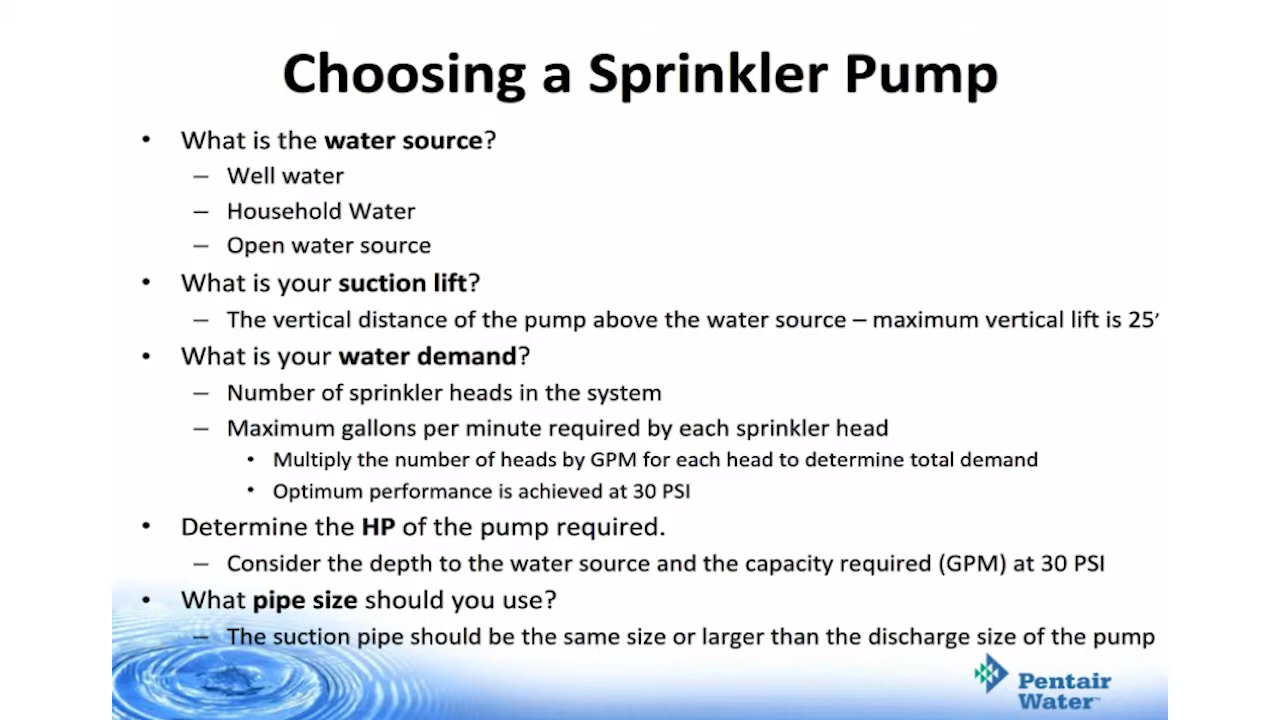 Choosing a Sprinkler Pump
• What is the water source?
– Well water
– Household Water
– Open water source
• What is your suction lift?
– The vertical distance of the pump above the water source – maximum vertical lift is 25’
• What is your water demand?
– Number of sprinkler heads in the system
– Maximum gallons per minute required by each sprinkler head
• Multiply the number of heads by GPM for each head to determine total demand
• Optimum performance is achieved at 30 PSI
• Determine the HP of the pump required.
– Consider the depth to the water source and the capacity required (GPM) at 30 PSI
• What pipe size should you use?
– The suction pipe should be the same size or larger than the discharge size of the pump
Pentair
Water™